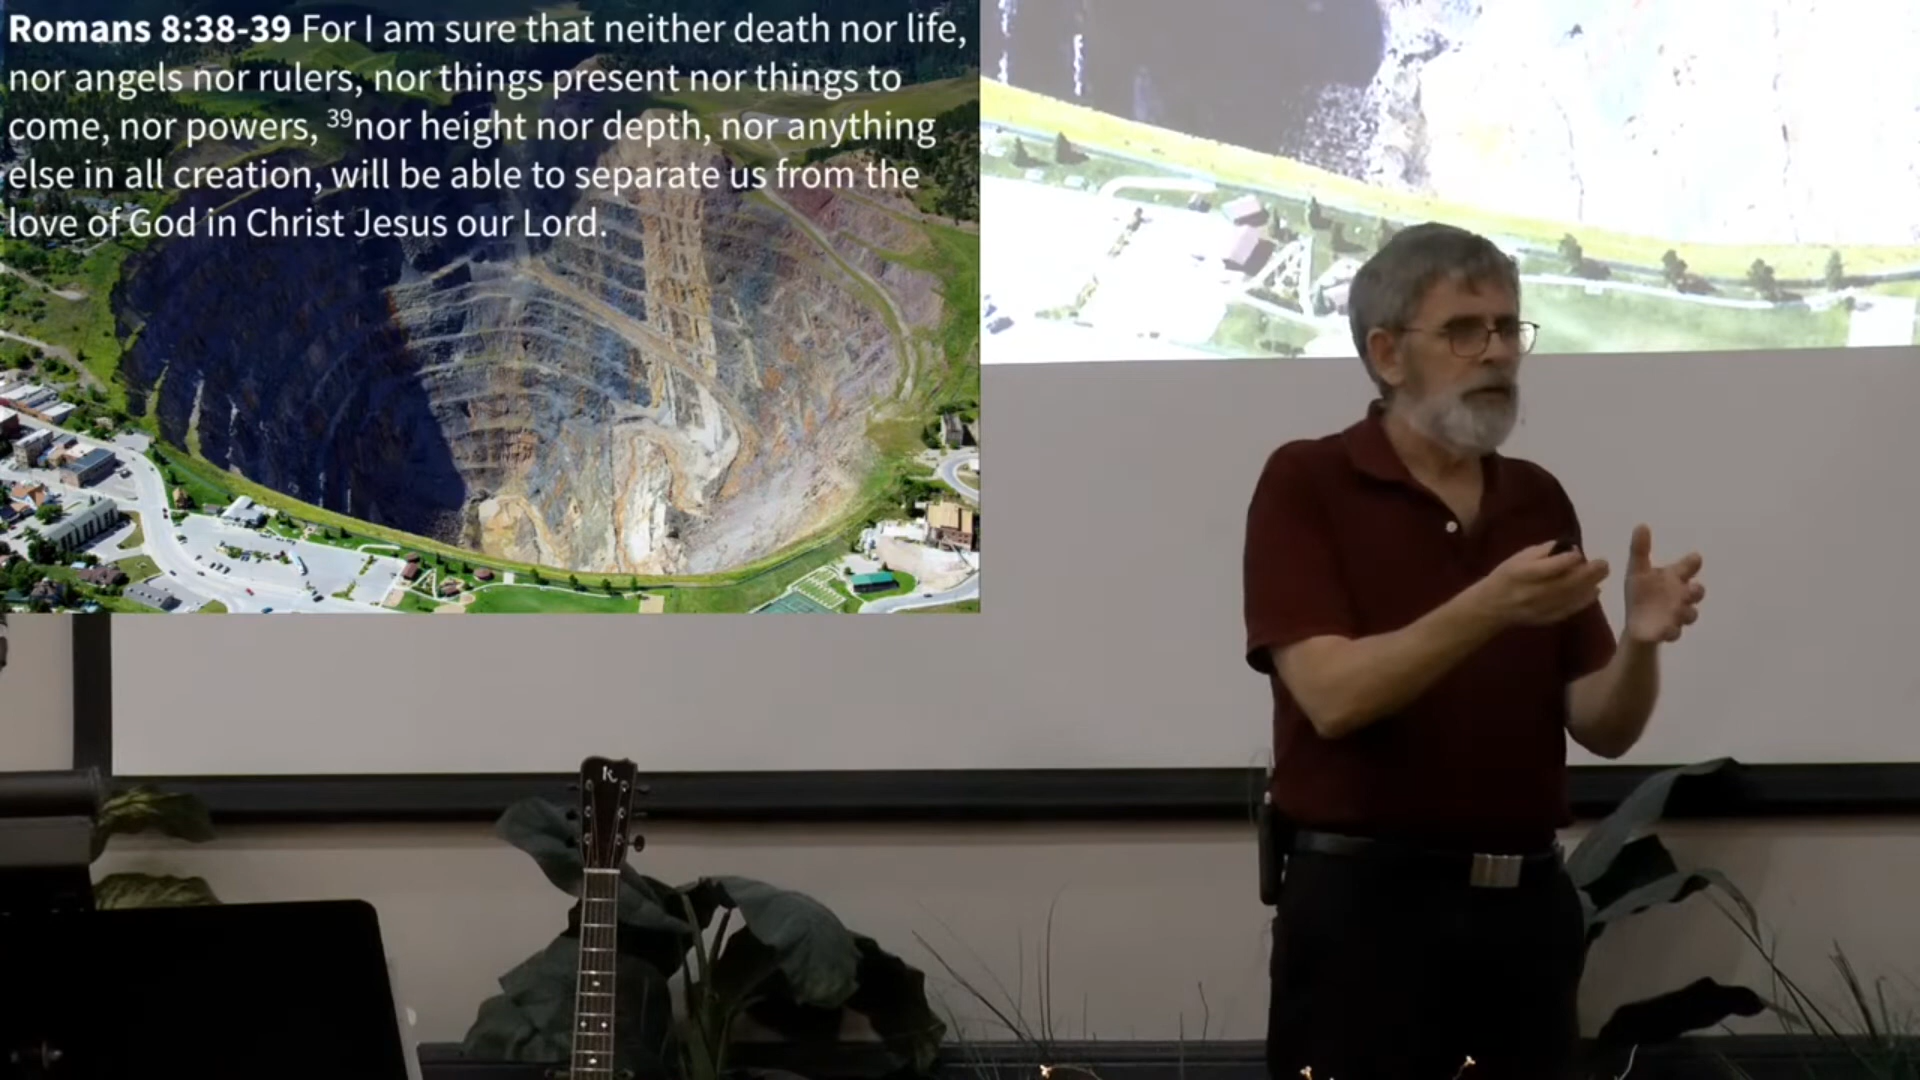 Romans 8:38-39 For I am sure that neither death nor life,
nor angels nor rulers, nor things present nor things to
come, nor powers, ³⁹nor height nor depth, nor anything
else in all creation, will be able to separate us from the
love of God in Christ Jesus our Lord.